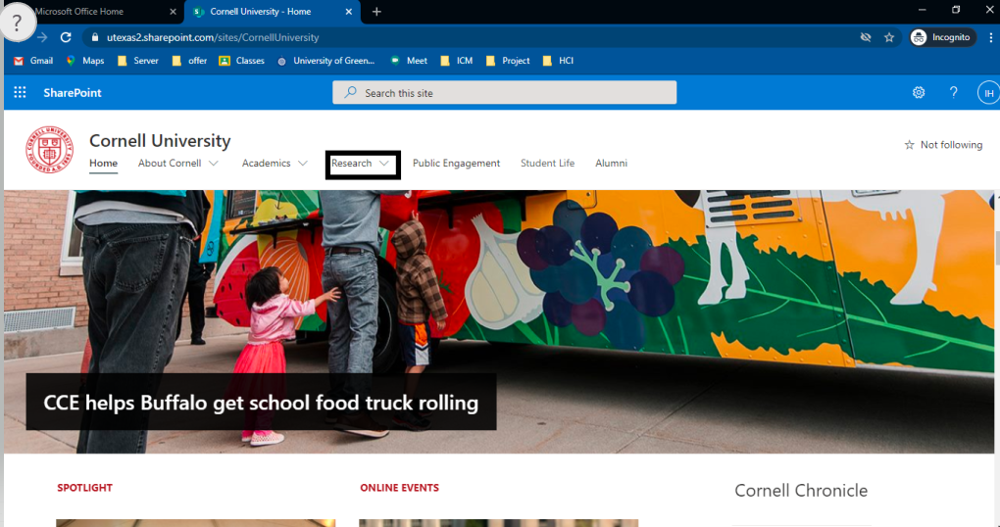 ?
Microsoft Office Home
Cornell University - Home
utexas2.sharepoint.com/sites/CornellUniversity
Incognito
Gmail Maps Server offer Classes University of Green... Meet ICM Project HCI
SharePoint
Search this site
?
IH
Cornell University
Not following
Home About Cornell Academics Research Public Engagement Student Life Alumni
CCE helps Buffalo get school food truck rolling
SPOTLIGHT
ONLINE EVENTS
Cornell Chronicle